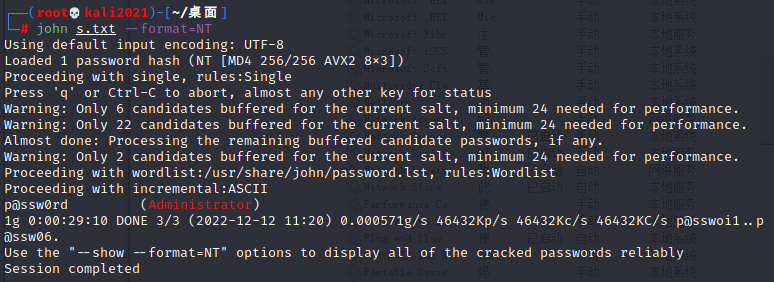 ┌──(root💀kali2021)-[~/桌面]
└─# john s.txt --format=NT
Using default input encoding: UTF-8
Loaded 1 password hash (NT [MD4 256/256 AVX2 8×3])
Proceeding with single, rules:Single
Press 'q' or Ctrl-C to abort, almost any other key for status
Warning: Only 6 candidates buffered for the current salt, minimum 24 needed for performance.
Warning: Only 22 candidates buffered for the current salt, minimum 24 needed for performance.
Almost done: Processing the remaining buffered candidate passwords, if any.
Warning: Only 2 candidates buffered for the current salt, minimum 24 needed for performance.
Proceeding with wordlist:/usr/share/john/password.lst, rules:Wordlist
Proceeding with incremental:ASCII
p@ssw0rd         (Administrator)
1g 0:00:29:10 DONE 3/3 (2022-12-12 11:20) 0.000571g/s 46432Kp/s 46432Kc/s 46432KC/s p@sswoi1..p
@ssw06.
Use the "--show --format=NT" options to display all of the cracked passwords reliably
Session completed